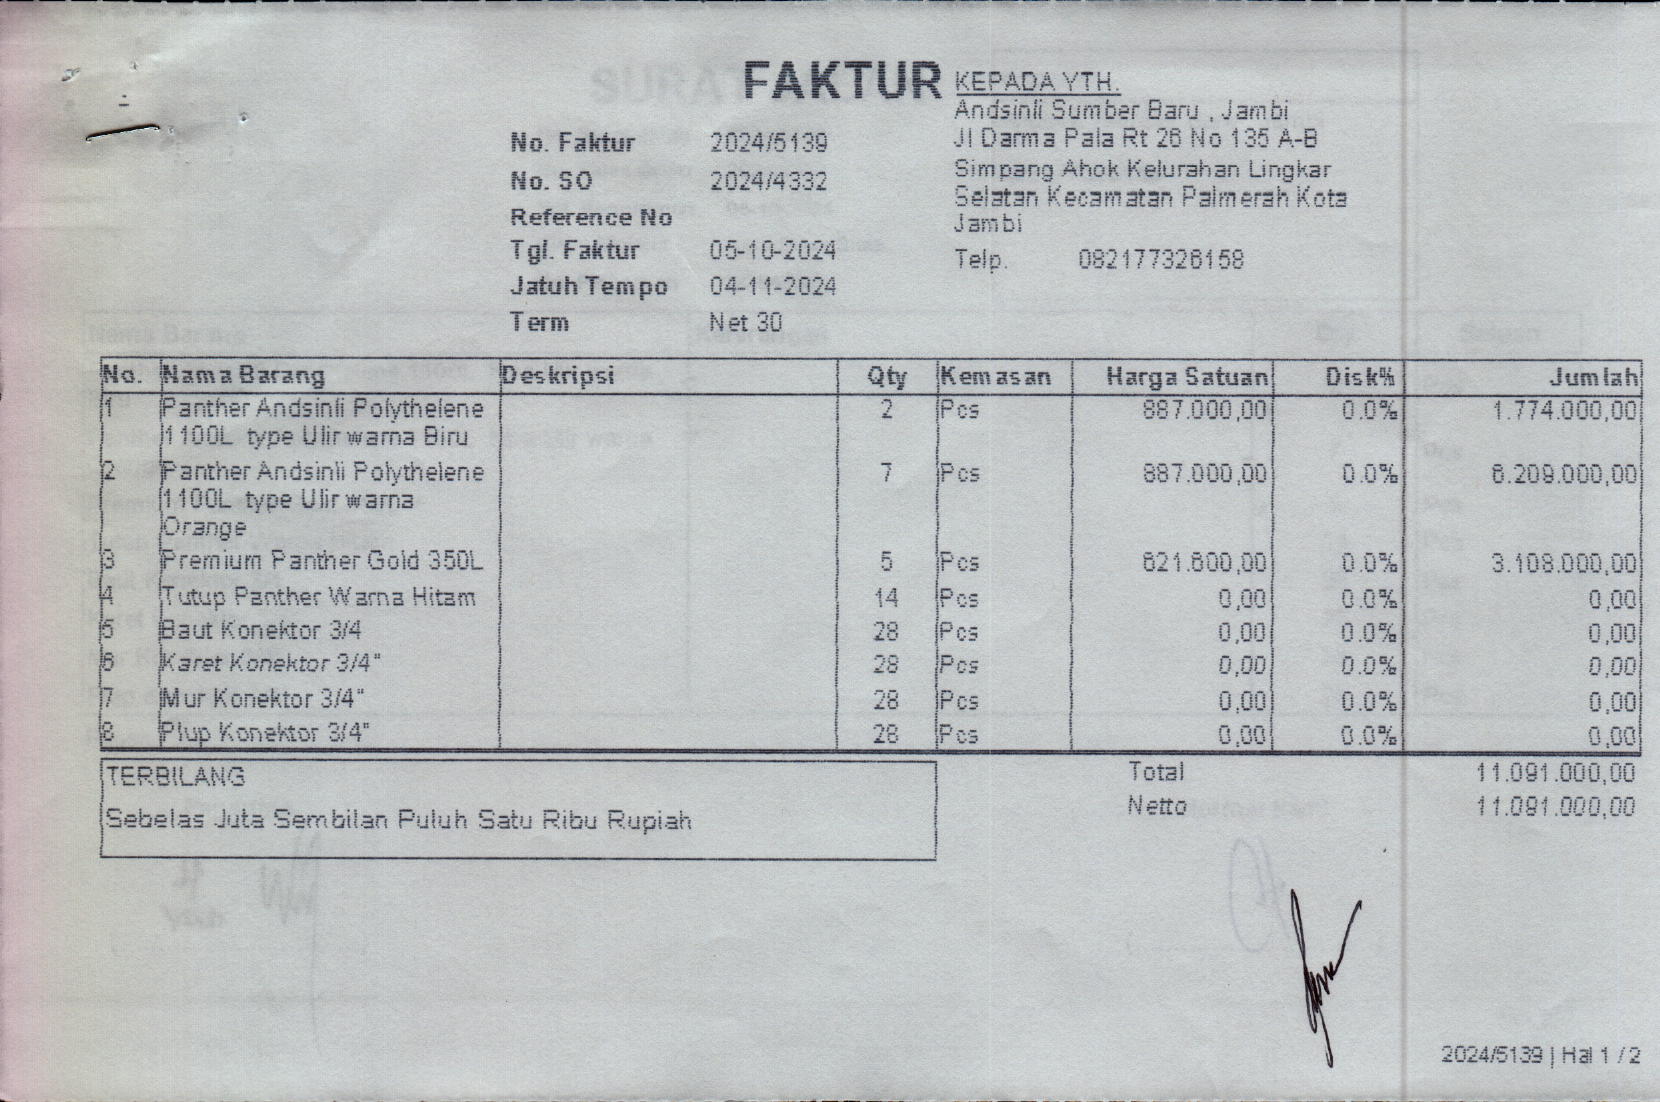 FAKTUR
No. Faktur 2024/5139
No. SO 2024/4332
Reference No
Tgl. Faktur 05-10-2024
Jatuh Tempo 04-11-2024
Term Net 30
KEPADA YTH.
Andsinli Sumber Baru , Jambi
Jl Darma Pala Rt 26 No 135 A-B
Simpang Ahok Kelurahan Lingkar
Selatan Kecamatan Palmerah Kota
Jambi
Telp. 082177326158
No. Nama Barang Deskripsi Qty Kemasan Harga Satuan Disk% Jumlah
1 Panther Andsinli Polythelene 2 Pcs 887.000,00 0.0% 1.774.000,00
1100L type Ulir warna Biru
2 Panther Andsinli Polythelene 7 Pcs 887.000,00 0.0% 6.209.000,00
1100L type Ulir warna
Orange
3 Premium Panther Gold 350L 5 Pcs 621.600,00 0.0% 3.108.000,00
4 Tutup Panther Warna Hitam 14 Pcs 0,00 0.0% 0,00
5 Baut Konektor 3/4 28 Pcs 0,00 0.0% 0,00
6 Karet Konektor 3/4" 28 Pcs 0,00 0.0% 0,00
7 Mur Konektor 3/4" 28 Pcs 0,00 0.0% 0,00
8 Plup Konektor 3/4" 28 Pcs 0,00 0.0% 0,00
TERBILANG
Sebelas Juta Sembilan Puluh Satu Ribu Rupiah
Total 11.091.000,00
Netto 11.091.000,00
2024/5139 | Hal 1 / 2